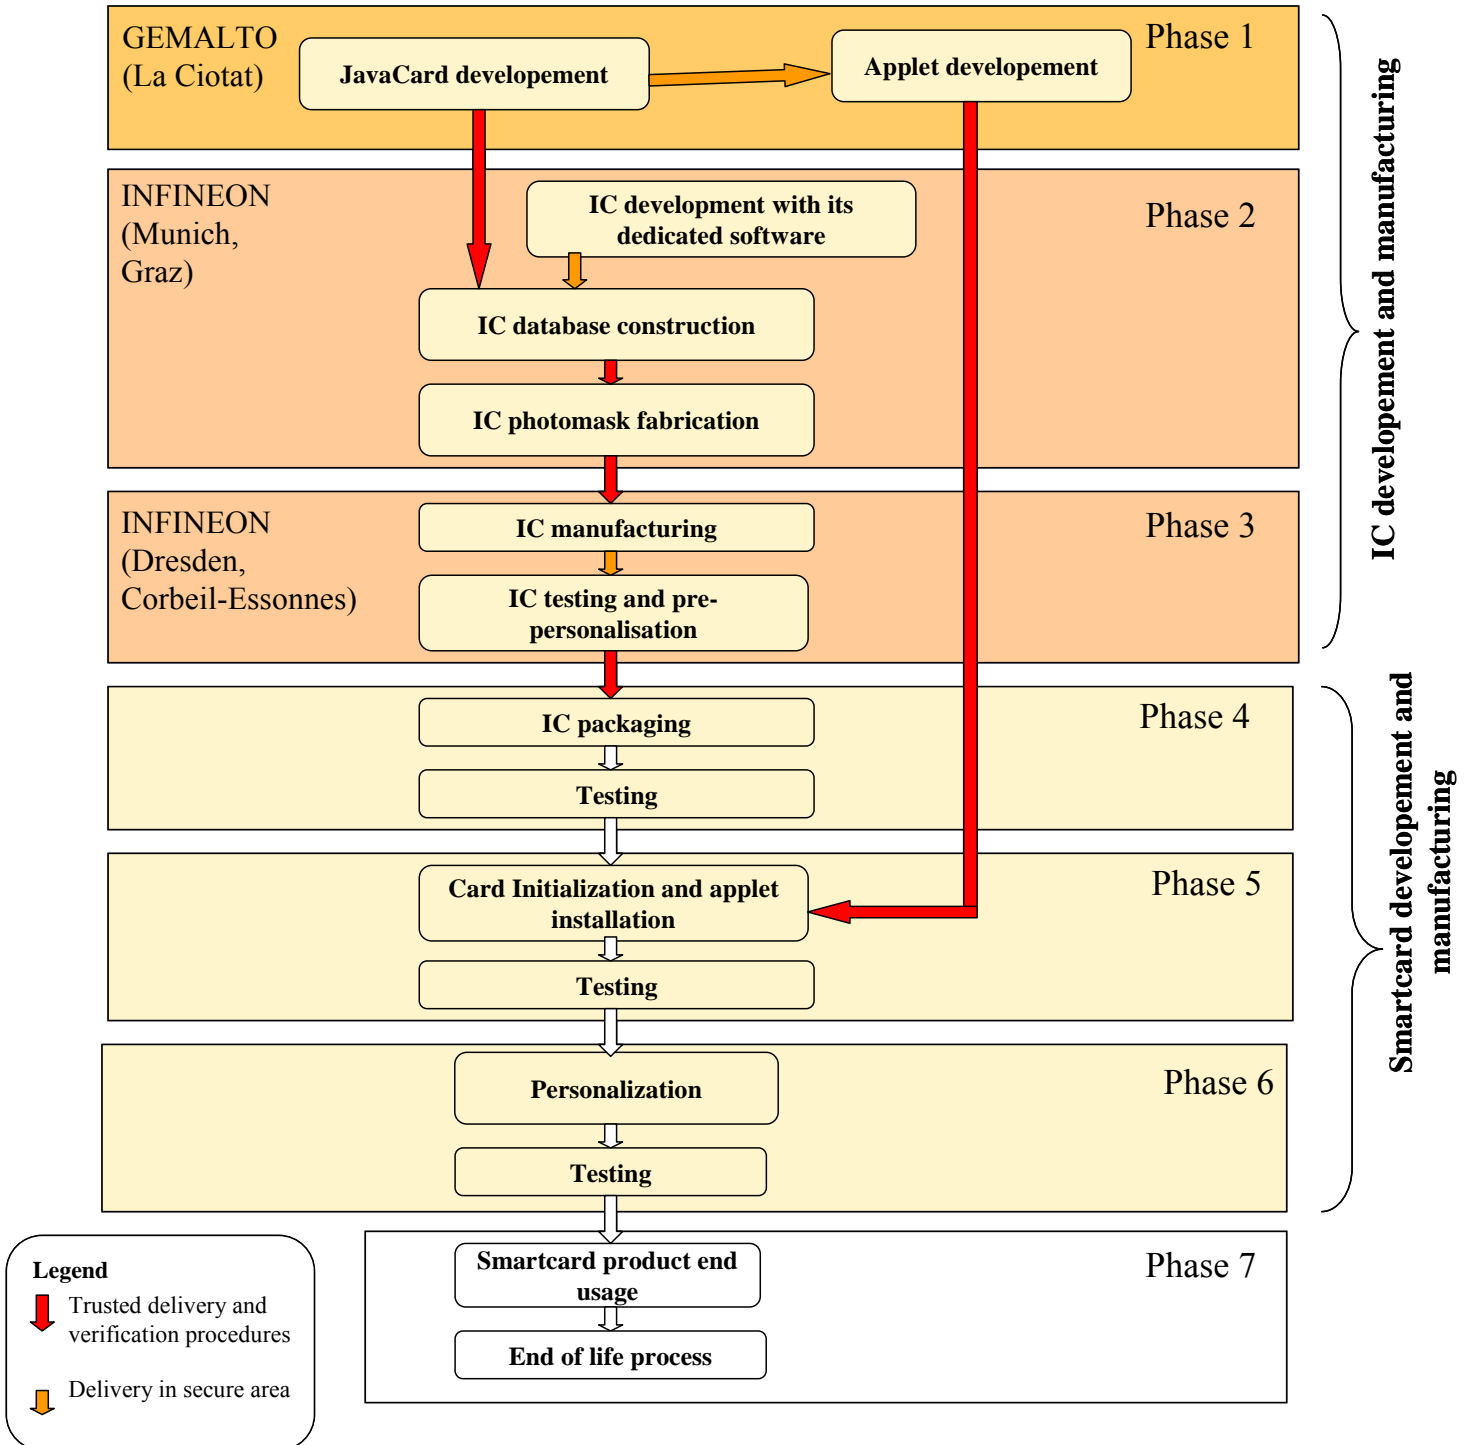 GEMALTO
(La Ciotat)
JavaCard developement
Applet developement
Phase 1
INFINEON
(Munich,
Graz)
IC development with its
dedicated software
Phase 2
IC database construction
IC photomask fabrication
INFINEON
(Dresden,
Corbeil-Essonnes)
IC manufacturing
Phase 3
IC testing and pre-
personalisation
IC developement and manufacturing
IC packaging
Phase 4
Testing
Card Initialization and applet
installation
Phase 5
Testing
Personalization
Phase 6
Testing
Smartcard developement and
manufacturing
Smartcard product end
usage
Phase 7
End of life process
Legend
Trusted delivery and
verification procedures
Delivery in secure area